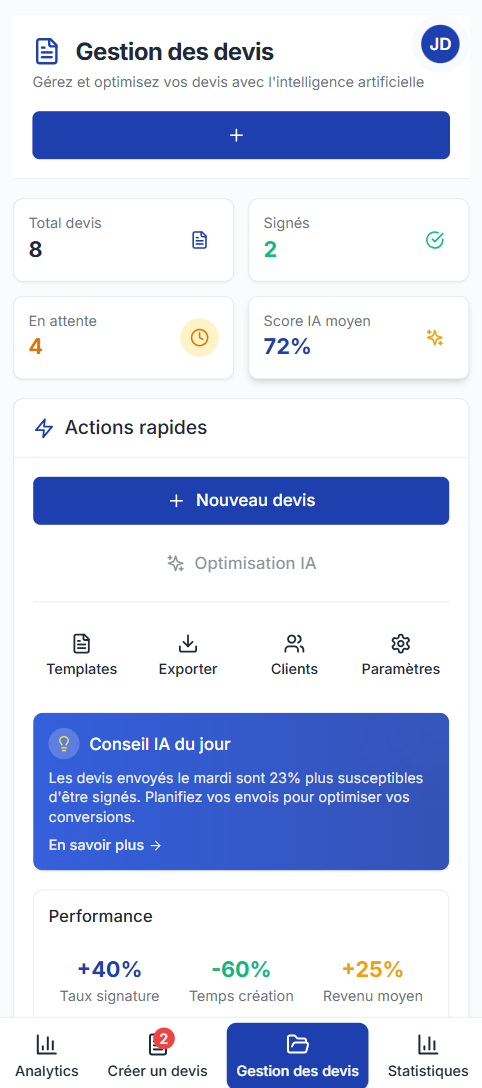 Gestion des devis
JD
Gérez et optimisez vos devis avec l'intelligence artificielle
+
Total devis
8
Signés
2
En attente
4
Score IA moyen
72%
Actions rapides
+ Nouveau devis
Optimisation IA
Templates
Exporter
Clients
Paramètres
Conseil IA du jour
Les devis envoyés le mardi sont 23% plus susceptibles
d'être signés. Planifiez vos envois pour optimiser vos
conversions.
En savoir plus →
Performance
+40%
-60%
+25%
Taux signature
Temps création
Revenu moyen
2
Analytics
Créer un devis
Gestion des devis
Statistiques